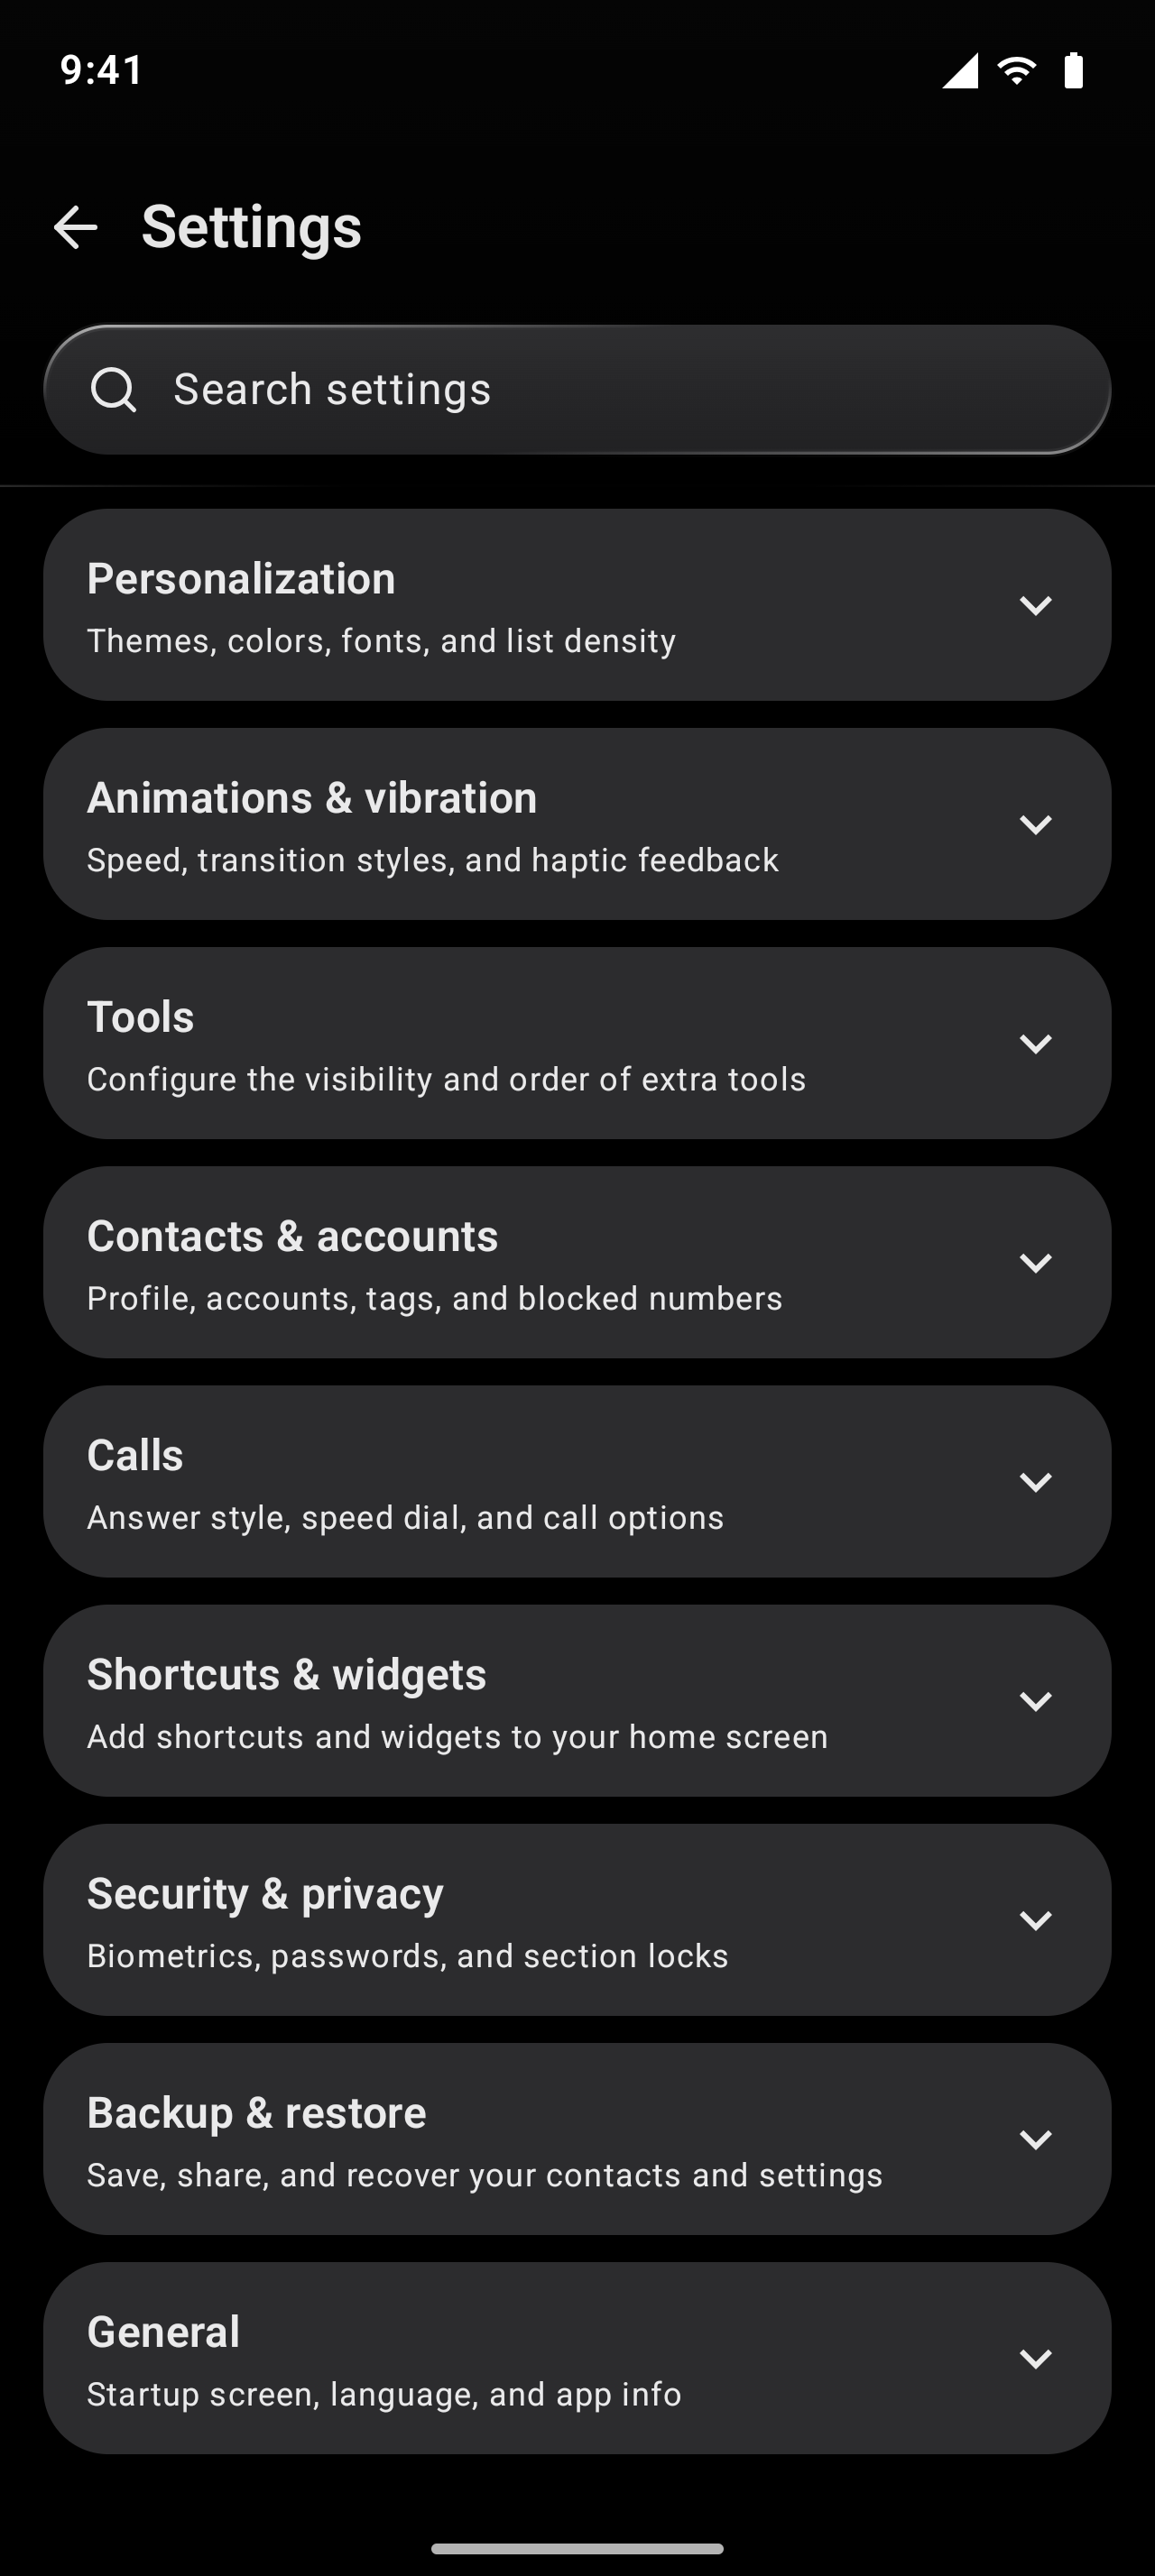 9:41
Settings
Search settings
Personalization
Themes, colors, fonts, and list density
Animations & vibration
Speed, transition styles, and haptic feedback
Tools
Configure the visibility and order of extra tools
Contacts & accounts
Profile, accounts, tags, and blocked numbers
Calls
Answer style, speed dial, and call options
Shortcuts & widgets
Add shortcuts and widgets to your home screen
Security & privacy
Biometrics, passwords, and section locks
Backup & restore
Save, share, and recover your contacts and settings
General
Startup screen, language, and app info